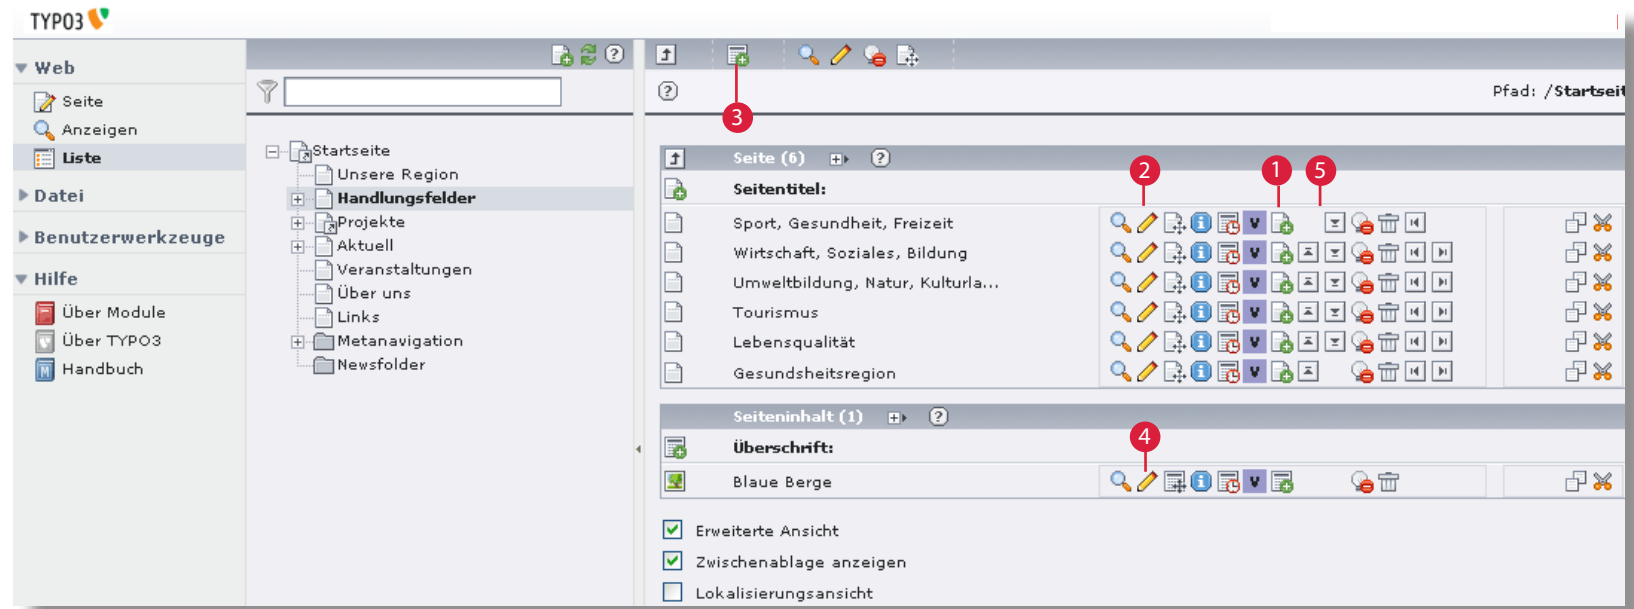 TYPO3
Web
Seite
Anzeigen
Liste
Datei
Benutzerwerkzeuge
Hilfe
Über Module
Über TYPO3
Handbuch
Startseite
Unsere Region
Handlungsfelder
Projekte
Aktuell
Veranstaltungen
Über uns
Links
Metanavigation
Newsfolder
3
Pfad: /Startseit
Seite (6)
2
1
5
Seitentitel:
Sport, Gesundheit, Freizeit
Wirtschaft, Soziales, Bildung
Umweltbildung, Natur, Kulturla...
Tourismus
Lebensqualität
Gesundsheitsregion
Seiteninhalt (1)
4
Überschrift:
Blaue Berge
Erweiterte Ansicht
Zwischenablage anzeigen
Lokalisierungsansicht